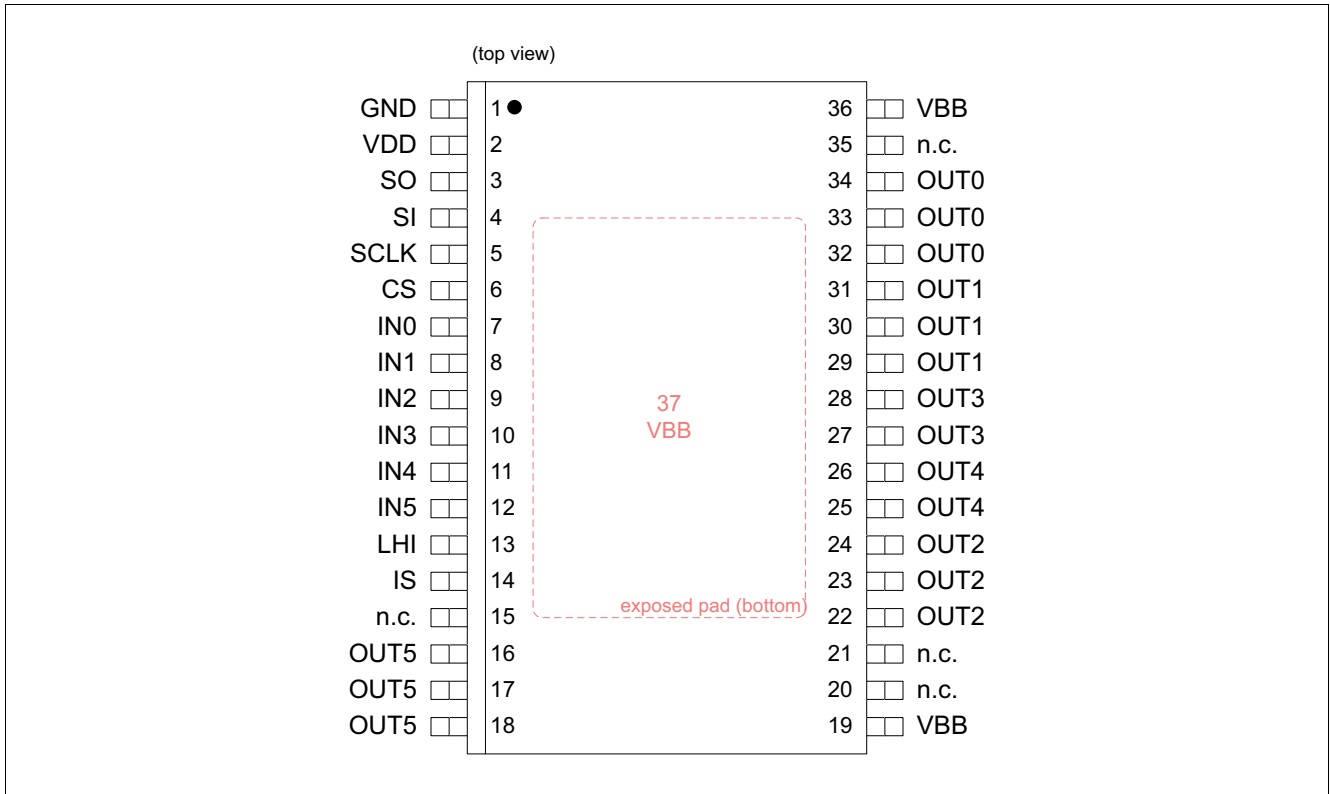 (top view)
GND 1 36 VBB
VDD 2 35 n.c.
SO 3 34 OUT0
SI 4 33 OUT0
SCLK 5 32 OUT0
CS 6 31 OUT1
IN0 7 30 OUT1
IN1 8 29 OUT1
IN2 9 28 OUT3
37
VBB
IN3 10 27 OUT3
IN4 11 26 OUT4
IN5 12 25 OUT4
LHI 13 24 OUT2
IS 14 23 OUT2
exposed pad (bottom)
n.c. 15 22 OUT2
OUT5 16 21 n.c.
OUT5 17 20 n.c.
OUT5 18 19 VBB